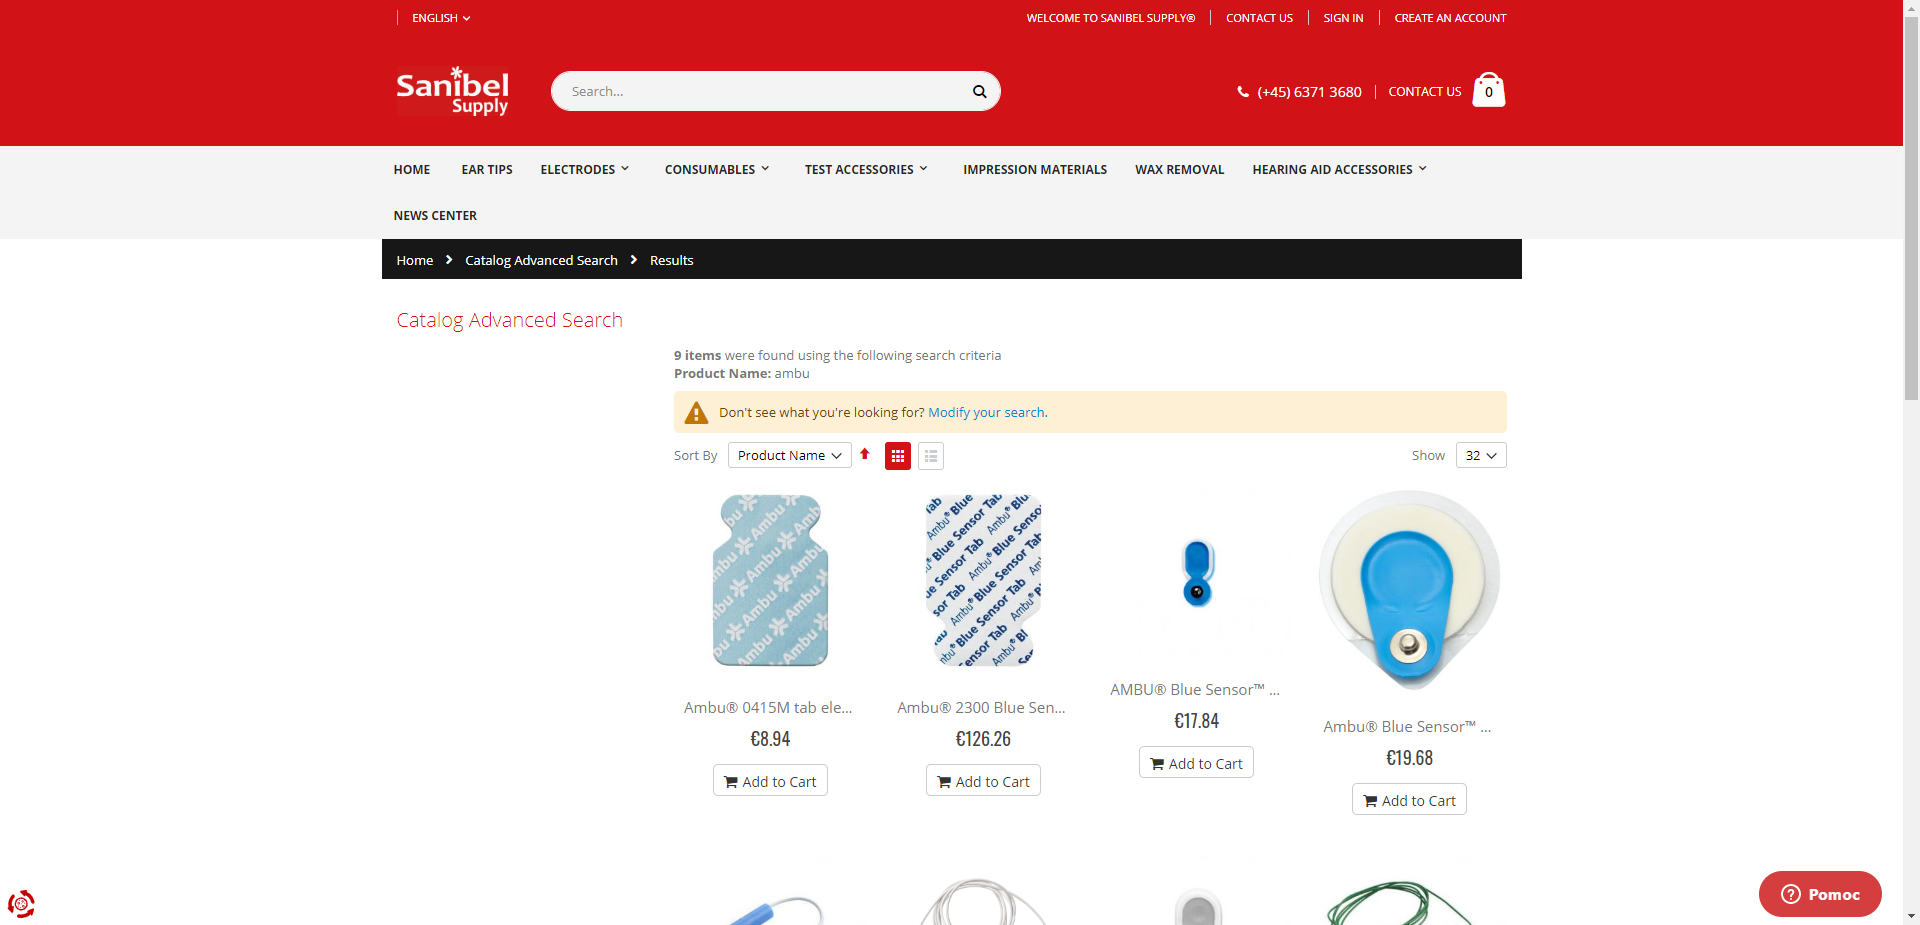 ENGLISH
WELCOME TO SANIBEL SUPPLY®
CONTACT US
SIGN IN
CREATE AN ACCOUNT
Sanibel
Supply
Search...
(+45) 6371 3680
CONTACT US
0
HOME
EAR TIPS
ELECTRODES
CONSUMABLES
TEST ACCESSORIES
IMPRESSION MATERIALS
WAX REMOVAL
HEARING AID ACCESSORIES
NEWS CENTER
Home
Catalog Advanced Search
Results
Catalog Advanced Search
9 items were found using the following search criteria
Product Name: ambu
Don't see what you're looking for? Modify your search.
Sort By
Product Name
Show
32
Ambu
Ambu® Blue Sensor Tab
Ambu® 0415M tab ele...
€8.94
Add to Cart
Ambu® 2300 Blue Sen...
€126.26
Add to Cart
AMBU® Blue Sensor™ ...
€17.84
Add to Cart
Ambu® Blue Sensor™ ...
€19.68
Add to Cart
Pomoc